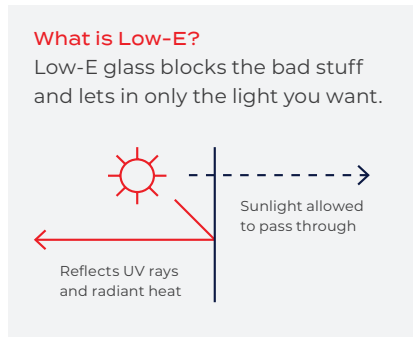 What is Low-E?
Low-E glass blocks the bad stuff
and lets in only the light you want.
Sunlight allowed
to pass through
Reflects UV rays
and radiant heat